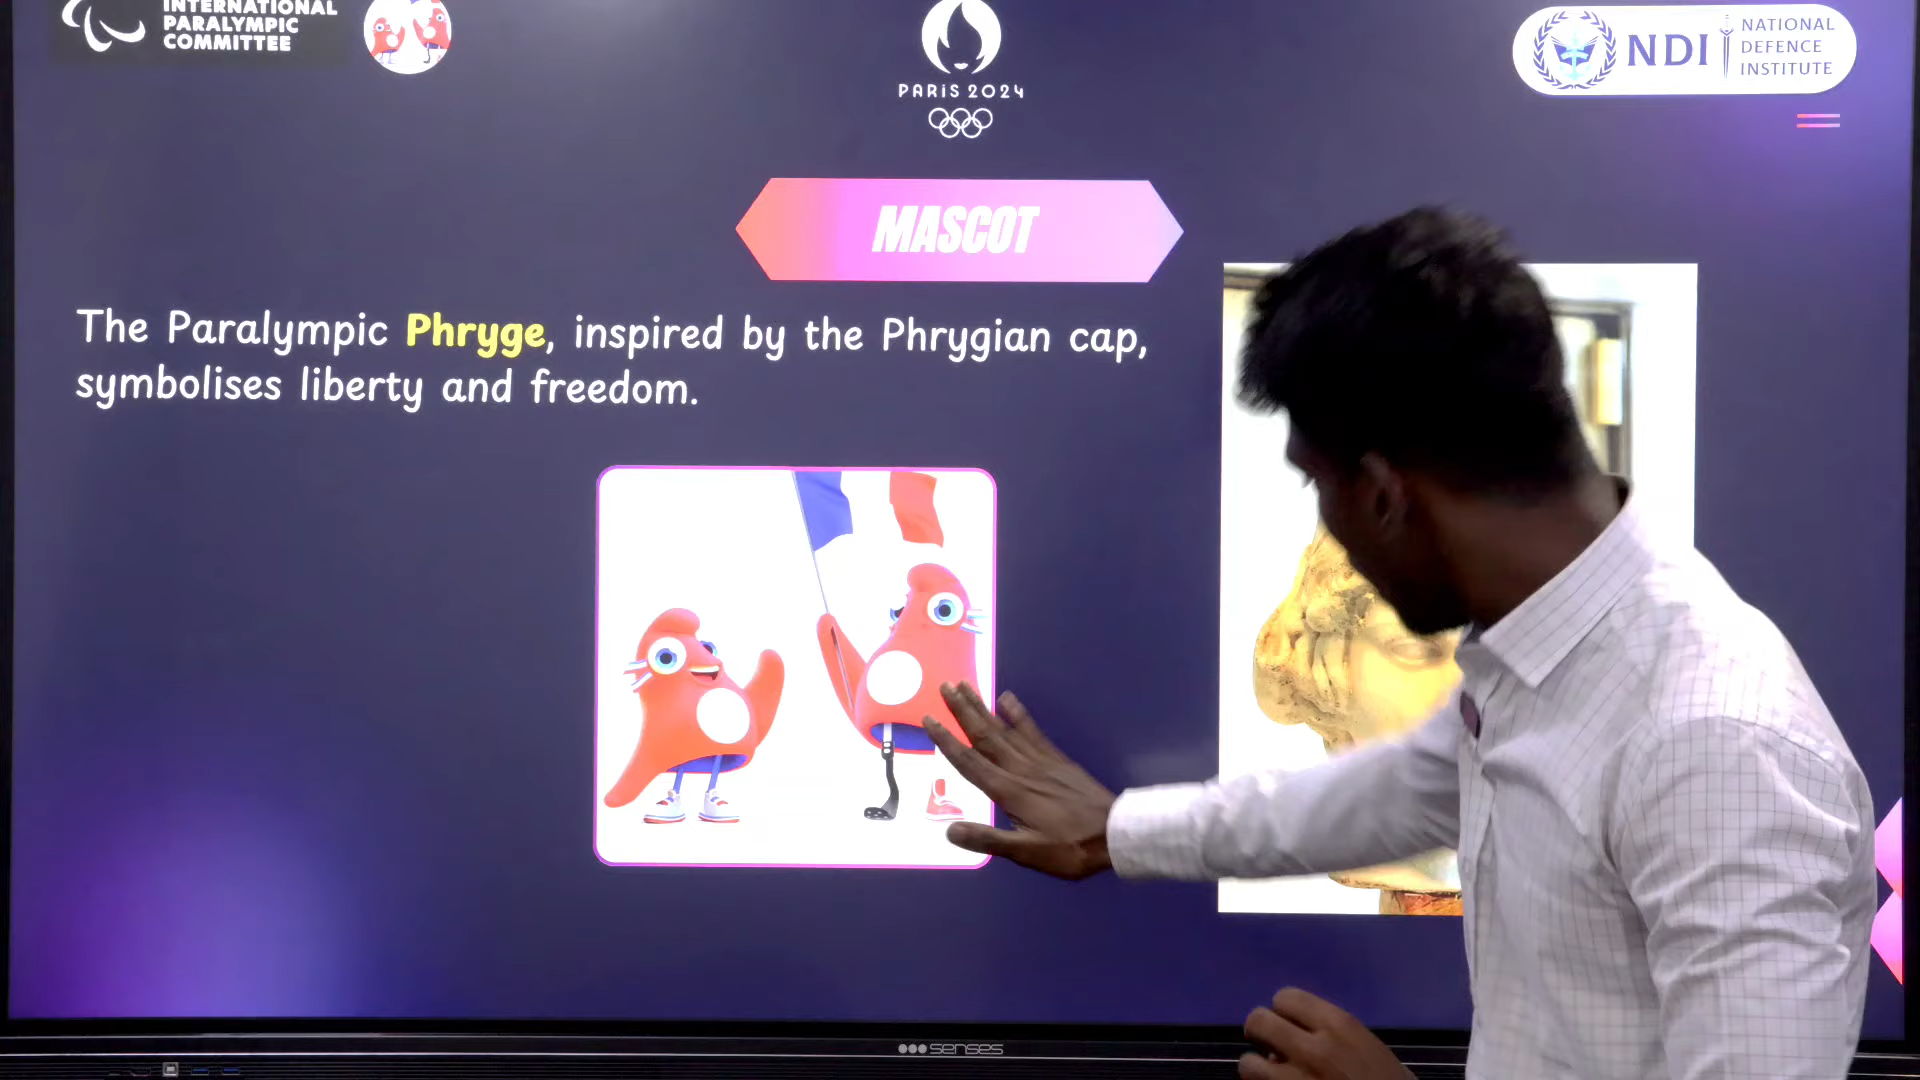 INTERNATIONAL
PARALYMPIC
COMMITTEE
PARIS 2024
NDI
NATIONAL
DEFENCE
INSTITUTE
MASCOT
The Paralympic Phryge, inspired by the Phrygian cap,
symbolises liberty and freedom.
senses